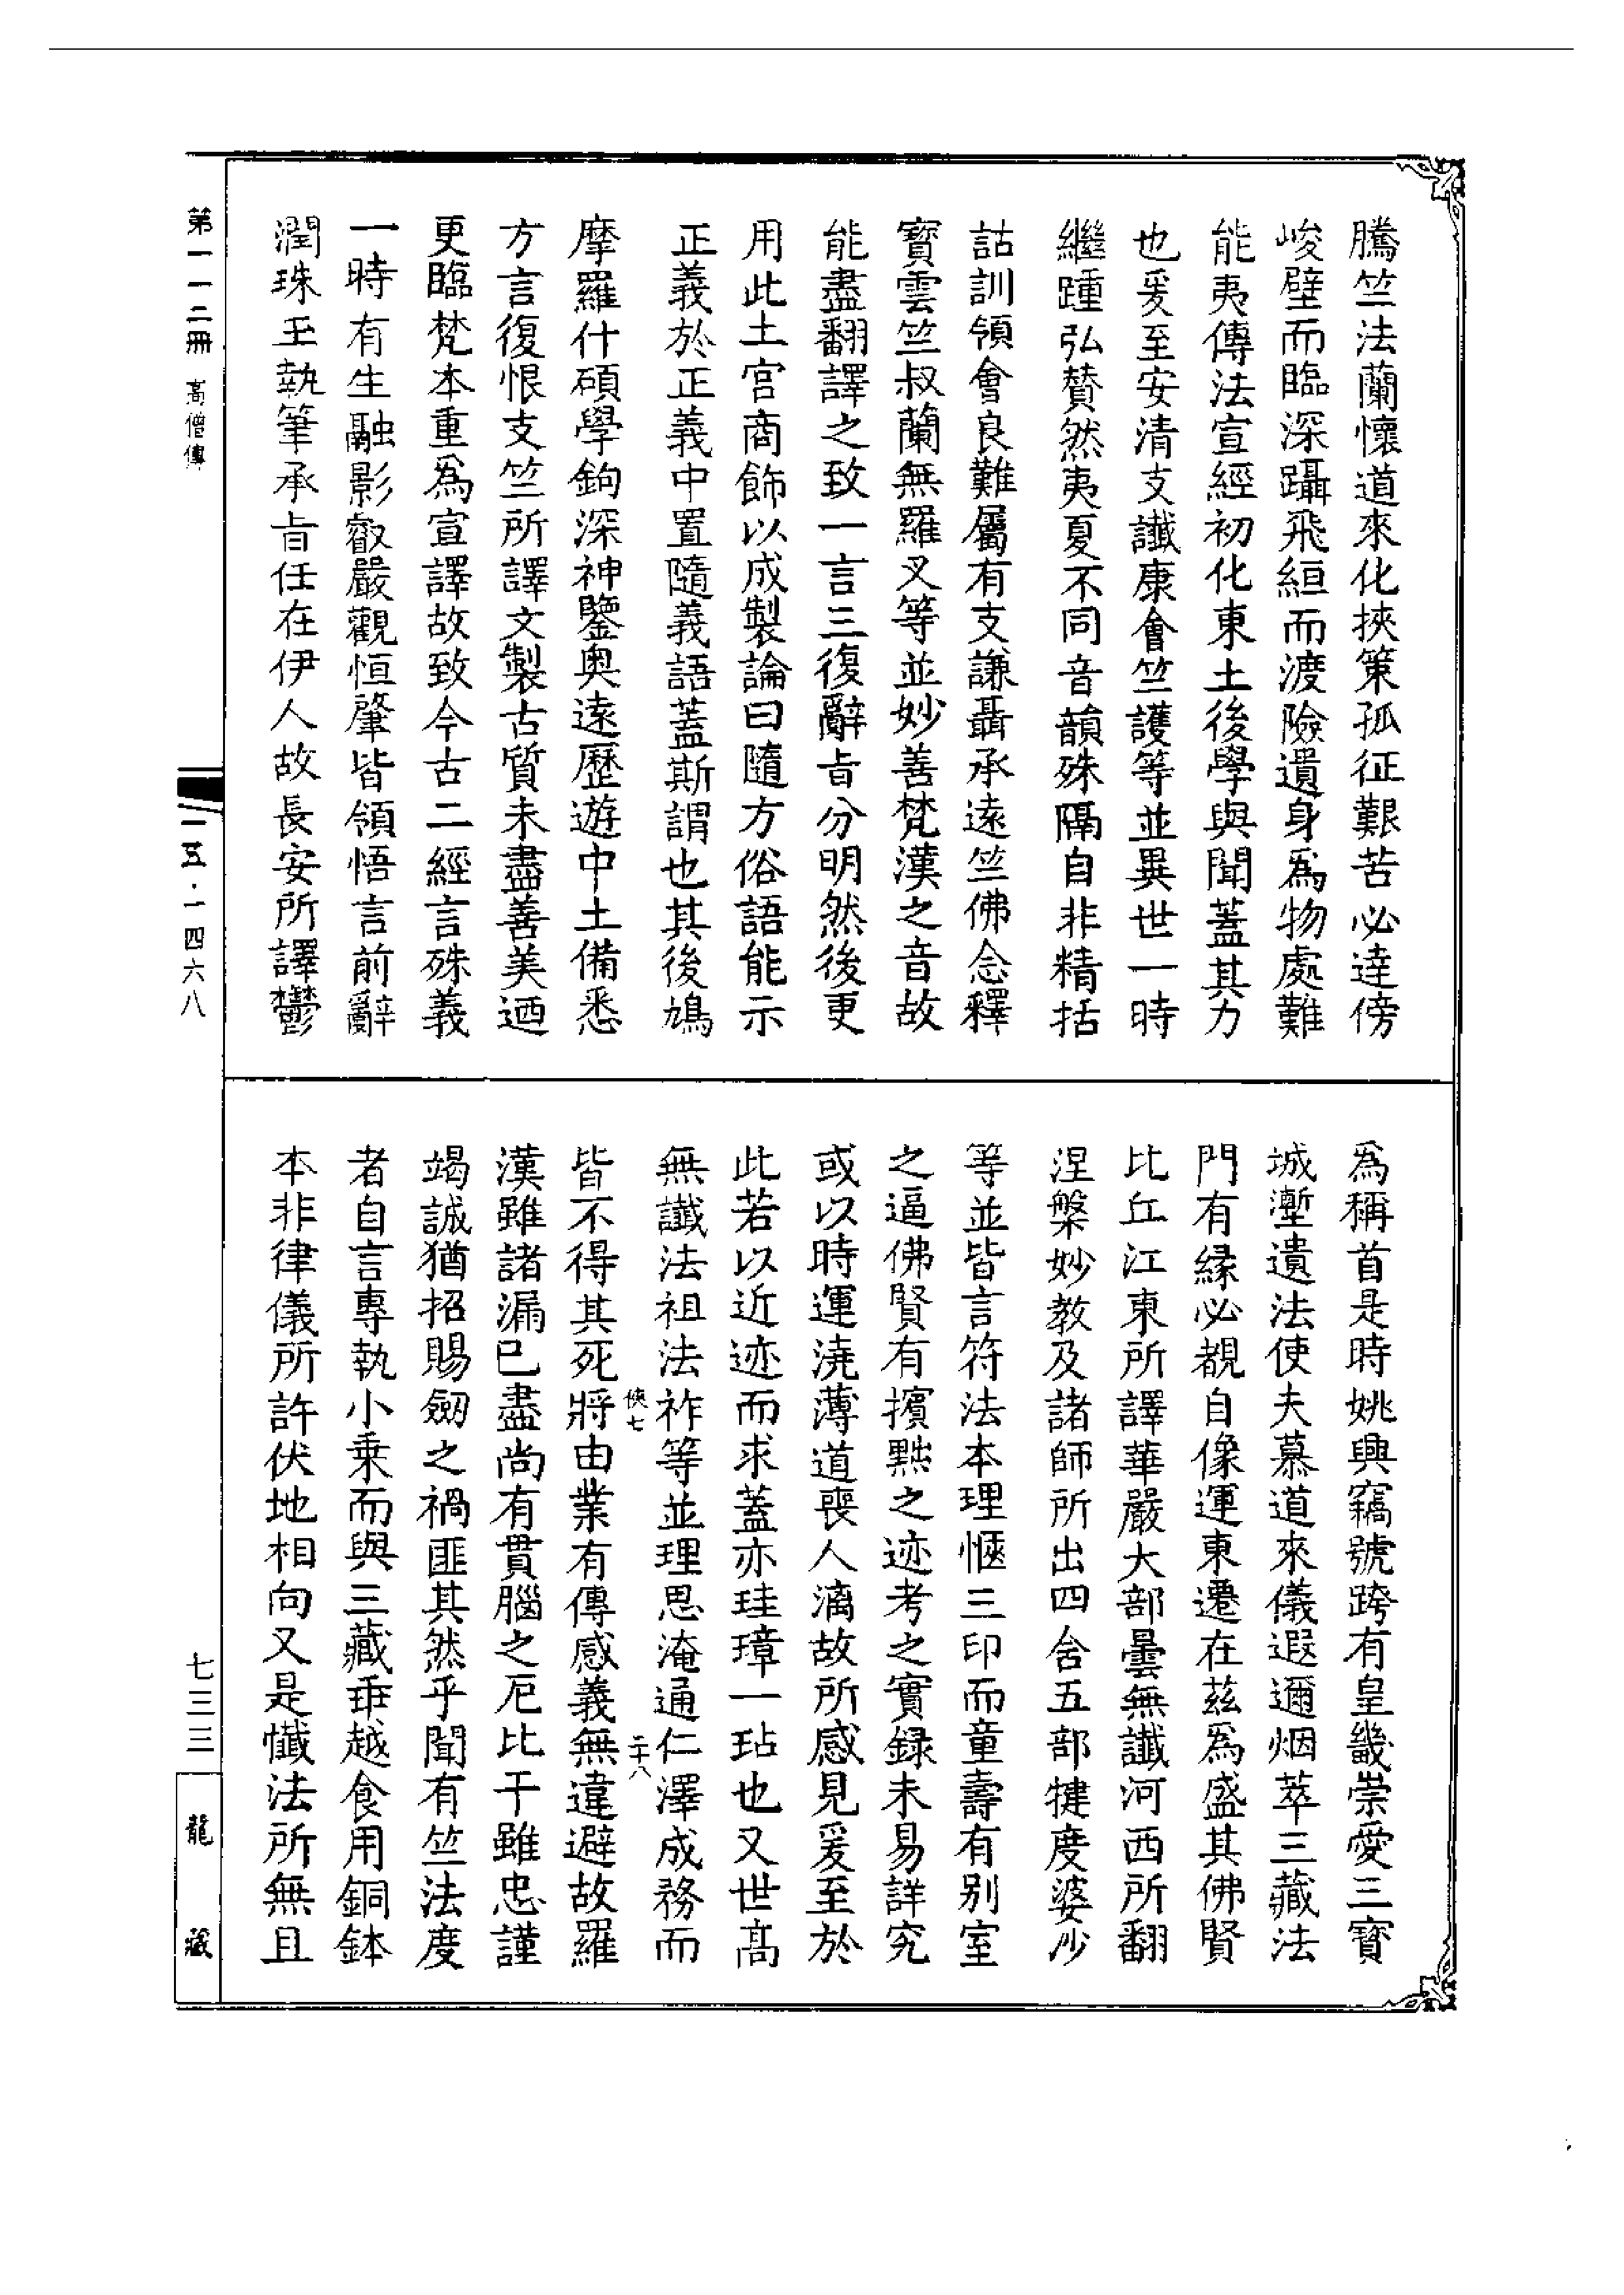 騰竺法蘭懷道來化挾策孤征艱苦必達傍
峻壁而臨深躡飛絙而渡險遺身爲物處難
能夷傳法宣經初化東土後學與聞蓋其力
也爰至安清支讖康會竺護等並異世一時
繼踵弘賛然夷夏不同音韻殊隔自非精括
詁訓領會良難屬有支謙聶承遠竺佛念釋
寳雲竺叔蘭無羅叉等並妙善梵漢之音故
能盡翻譯之致一言三復辭旨分明然後更
用此土宫商飾以成製論曰隨方俗語能示
正義於正義中置隨義語蓋斯謂也其後鳩
摩羅什碩學鉤深神鑒奥遠歷遊中土備悉
方言復恨支竺所譯文製古質未盡善美廼
更臨梵本重爲宣譯故致今古二經言殊義
一時有生融影叡嚴觀恒肇皆領悟言前辭
潤珠玉執筆承旨任在伊人故長安所譯鬱
爲稱首是時姚興竊號跨有皇畿崇愛三寳
城塹遺法使夫慕道來儀遐邇烟萃三藏法
門有縁必覩自像運東遷在兹爲盛其佛賢
比丘江東所譯華嚴大部曇無讖河西所翻
涅槃妙教及諸師所出四舍五部犍度婆沙
等並皆言符法本理愜三印而童壽有别室
之逼佛賢有擯黜之迹考之實録未易詳究
或以時運澆薄道喪人漓故所感見爰至於
此若以近迹而求蓋亦珪璋一玷也又世高
無讖法祖法祚等並理思淹通仁澤成務而
俠七 二十八
皆不得其死將由業有傳感義無違避故羅
漢雖諸漏已盡尚有貫腦之厄比干雖忠謹
竭誠猶招賜劒之禍匪其然乎聞有竺法度
者自言專執小乗而與三藏乖越食用銅鉢
本非律儀所許伏地相向又是懺法所無且
第一一二冊 高僧傳
一五·一四六八
七三三
龍藏